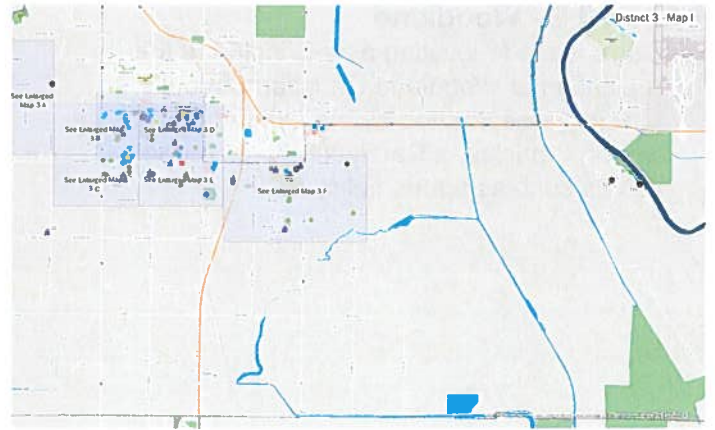 District 3 - Map I
See Enlarged
Map 3 A
See Enlarged Map
3 B
See Enlarged Map 3 D
See Enlarged Map
3 C
See Enlarged Map 3 E
See Enlarged Map 3 F